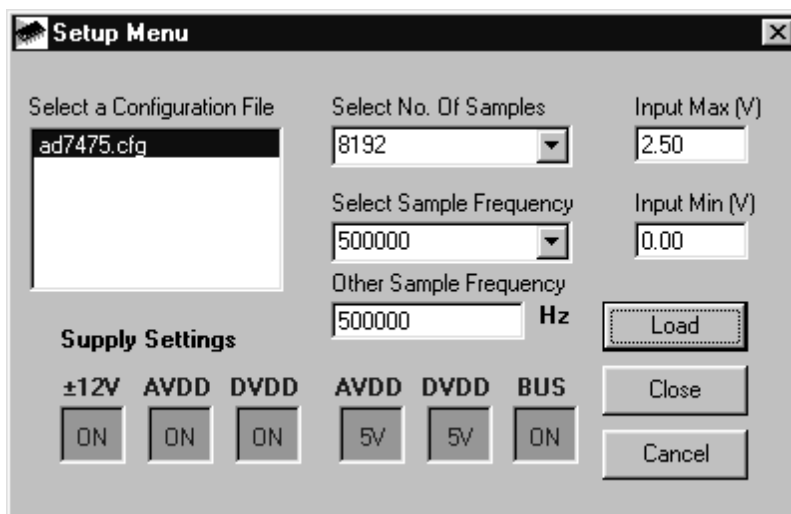 Setup Menu
Select a Configuration File
ad7475.cfg
Select No. Of Samples
8192
Input Max (V)
2.50
Select Sample Frequency
500000
Input Min (V)
0.00
Other Sample Frequency
500000
Hz
Load
Supply Settings
±12V AVDD DVDD AVDD DVDD BUS
ON ON ON 5V 5V ON
Close
Cancel